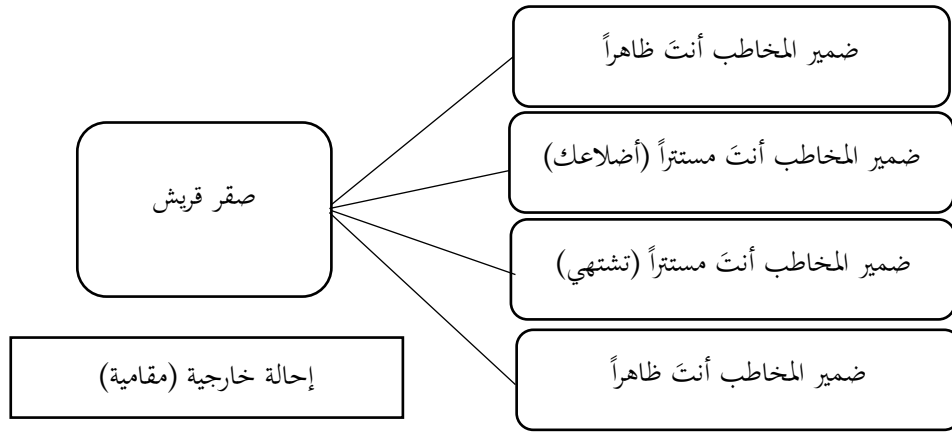 ضمير المخاطب أنتَ ظاهراً
ضمير المخاطب أنتَ مستتراً (أضلاعك)
صقر قريش
ضمير المخاطب أنتَ مستتراً (تشتهي)
إحالة خارجية (مقامية)
ضمير المخاطب أنتَ ظاهراً